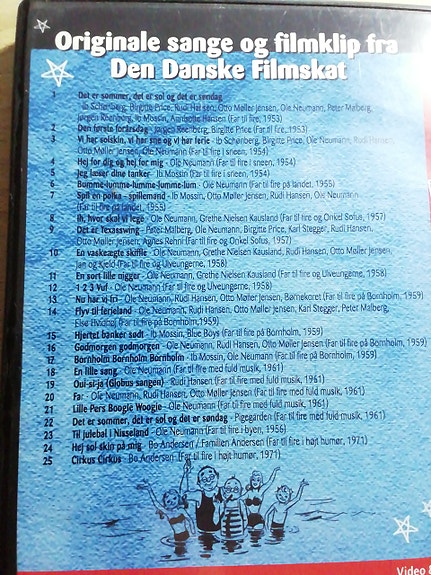 Originale sange og filmklip fra
Den Danske Filmskat
1 Det er sommer, det er sol og det er søndag
- Ib Schønberg, Birgitte Price, Rudi Hansen, Otto Møller Jensen, Ole Neumann, Peter Malberg,
Jørgen Reenberg, Ib Mossin, Hansen (Far til fire, 1953)
2 Den første forårsdag - Jørgen Reenberg, Birgitte Price (Far til fire, 1953)
3 Vi har solskin, vi har sne og vi har ferie - Ib Schønberg, Birgitte Price, Ole Neumann, Rudi Hansen,
Otto Møller Jensen, Ole Neumann (Far til fire i sneen, 1954)
4 Hej for dig og hej for mig - Ole Neumann (Far til fire i sneen, 1954)
5 Jeg læser dine tanker - Ib Mossin (Far til fire i sneen, 1954)
6 Bomme-lumme-lumme-lumme-lum - Ole Neumann (Far til fire på landet, 1955)
7 Spil en polka - spillemand - Ib Mossin, Otto Møller Jensen, Rudi Hansen, Ole Neumann
(Far til fire på landet, 1955)
8 Ih, hvor skal vi lege - Ole Neumann, Grethe Nielsen Kausland (Far til fire og Onkel Sofus, 1957)
9 Det er Texasswing - Peter Malberg, Ole Neumann, Birgitte Price, Karl Stegger, Rudi Hansen,
Otto Møller Jensen, Agnes Rehni (Far til fire og Onkel Sofus, 1957)
10 En vaskeægte skifle - Ole Neumann, Grethe Nielsen Kausland, Rudi Hansen, Otto Møller Jensen,
Jan og Kjeld (Far til fire og Ulveungerne, 1958)
11 En sort lille nigger - Ole Neumann, Grethe Nielsen Kausland (Far til fire og Ulveungerne, 1958)
12 1-2-3 Vuf - Ole Neumann (Far til fire og Ulveungerne, 1958)
13 Nu har vi fri - Ole Neumann, Rudi Hansen, Otto Møller Jensen, Børnekoret (Far til fire på Bornholm, 1959)
14 Flyv til ferieland - Ole Neumann, Rudi Hansen, Otto Møller Jensen, Karl Stegger, Peter Malberg,
Else Hvidhøj (Far til fire på Bornholm, 1959)
15 Hjertet banker sødt - Ib Mossin, Blue Boys (Far til fire på Bornholm, 1959)
16 Godmorgen godmorgen - Ole Neumann, Rudi Hansen, Otto Møller Jensen (Far til fire på Bornholm, 1959)
17 Bornholm Bornholm Bornholm - Ib Mossin, Ole Neumann (Far til fire på Bornholm, 1959)
18 En lille sang - Ole Neumann (Far til fire med fuld musik, 1961)
19 Oui-si-ja (Globus sangen) - Rudi Hansen (Far til fire med fuld musik, 1961)
20 Far - Ole Neumann, Rudi Hansen, Otto Møller Jensen (Far til fire med fuld musik, 1961)
21 Lille Pers Boogie Woogie - Ole Neumann (Far til fire med fuld musik, 1961)
22 Det er sommer, det er sol og det er søndag - Pigegarden (Far til fire med fuld musik, 1961)
23 Til julebal i Nisseland - Ole Neumann (Far til fire i byen, 1956)
24 Hej sol skin på mig - Bo Andersen / Familien Andersen (Far til fire i højt humør, 1971)
25 Cirkus Cirkus - Bo Andersen (Far til fire i højt humør, 1971)
Video